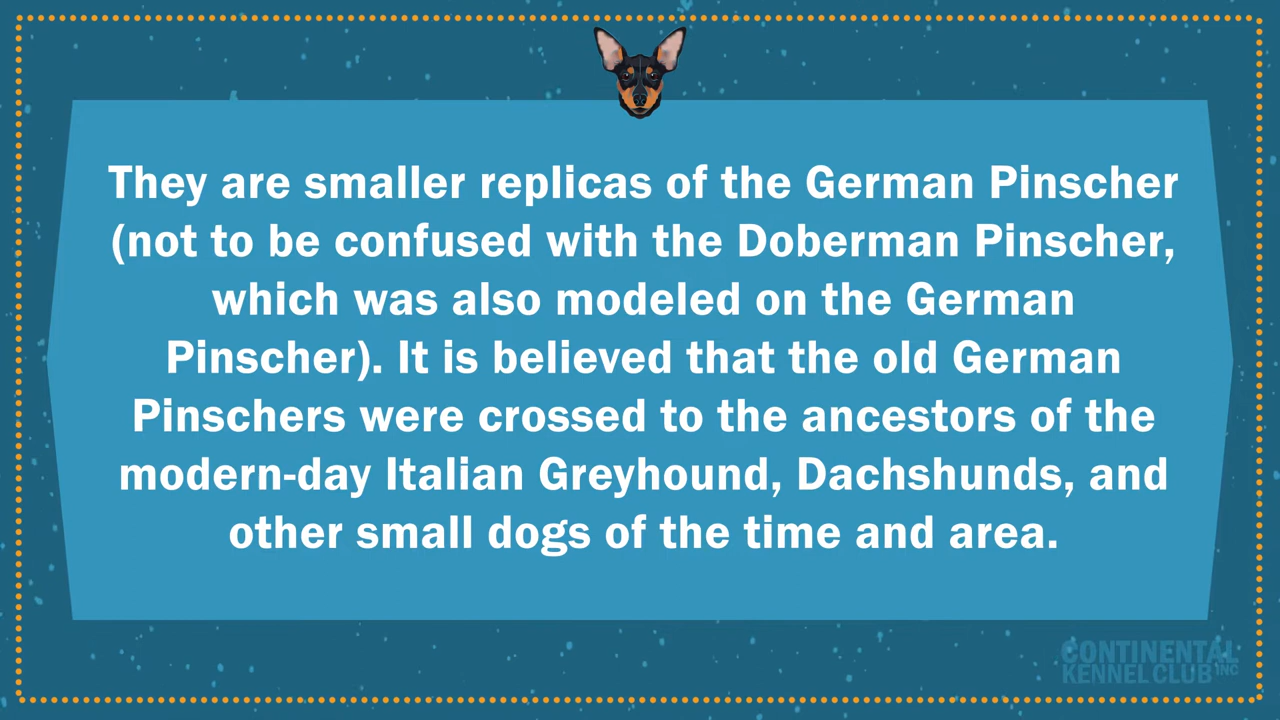 They are smaller replicas of the German Pinscher
(not to be confused with the Doberman Pinscher,
which was also modeled on the German
Pinscher). It is believed that the old German
Pinschers were crossed to the ancestors of the
modern-day Italian Greyhound, Dachshunds, and
other small dogs of the time and area.
CONTINENTAL
KENNEL CLUB INC